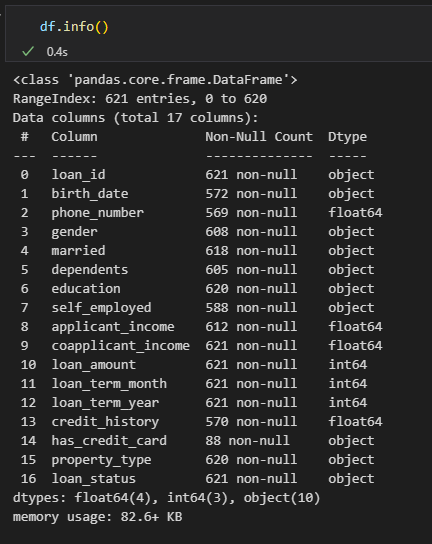 df.info()
0.4s
<class 'pandas.core.frame.DataFrame'>
RangeIndex: 621 entries, 0 to 620
Data columns (total 17 columns):
 #   Column             Non-Null Count  Dtype
---  ------             --------------  -----
 0   loan_id            621 non-null    object
 1   birth_date         572 non-null    object
 2   phone_number       569 non-null    float64
 3   gender             608 non-null    object
 4   married            618 non-null    object
 5   dependents         605 non-null    object
 6   education          620 non-null    object
 7   self_employed      588 non-null    object
 8   applicant_income   612 non-null    float64
 9   coapplicant_income 621 non-null    float64
 10  loan_amount        621 non-null    int64
 11  loan_term_month    621 non-null    int64
 12  loan_term_year     621 non-null    int64
 13  credit_history     570 non-null    float64
 14  has_credit_card    88 non-null     object
 15  property_type      620 non-null    object
 16  loan_status        621 non-null    object
dtypes: float64(4), int64(3), object(10)
memory usage: 82.6+ KB